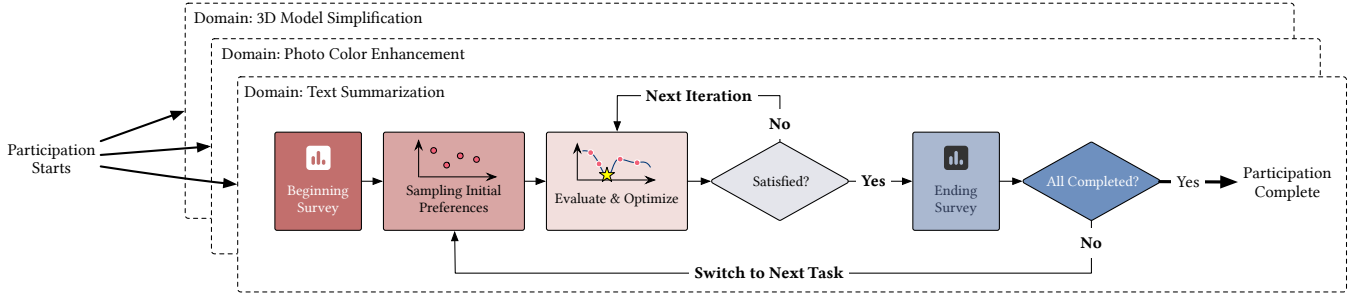 Domain: 3D Model Simplification
Domain: Photo Color Enhancement
Domain: Text Summarization
Participation
Starts
Beginning
Survey
Sampling Initial
Preferences
Evaluate & Optimize
Next Iteration
No
Satisfied?
Yes
Ending
Survey
All Completed?
Yes
No
Switch to Next Task
Participation
Complete